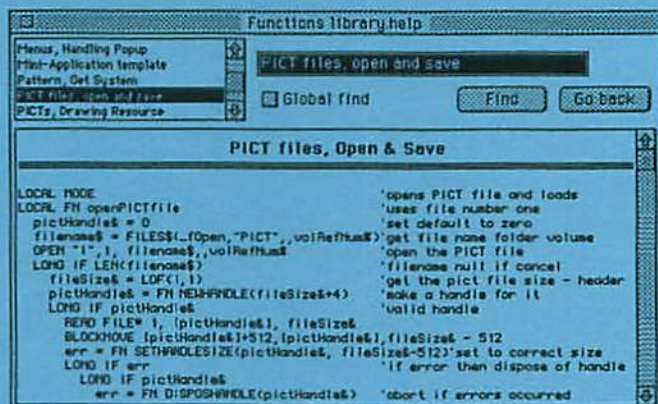 Functions library.help
Menus, Handling Popup
Mini-Application template
Pattern, Get System
PICT files, open and save
PICTs, Drawing Resource
PICT files, open and save
Global find
Find
Go back
PICT files, Open & Save
LOCAL MODE 'opens PICT file and loads
LOCAL FN openPICTfile 'uses file number one
pictHandle& = 0 'set default to zero
filename$ = FILES$(_fOpen,"PICT",,volRefNum%) 'get file name folder volume
OPEN "I",1, filename$,,volRefNum% 'open the PICT file
LONG IF LEN(filename$) 'filename null if cancel
fileSize& = LOF(1,1) 'get the pict file size - header
pictHandle& = FN NEWHANDLE(fileSize&+4) 'make a handle for it
LONG IF pictHandle& 'valid handle
READ FILE# 1, [pictHandle&], fileSize&
BLOCKMOVE [pictHandle&]+512,[pictHandle&],fileSize& - 512
err = FN SETHANDLESIZE(pictHandle&, fileSize&-512) 'set to correct size
LONG IF err 'if error then dispose of handle
LONG IF pictHandle&
err = FN DISPOSHANDLE(pictHandle&) 'abort if errors occurred